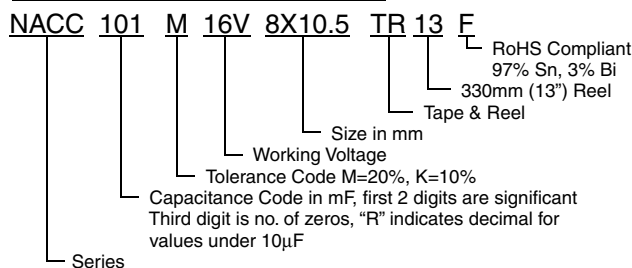 NACC 101 M 16V 8X10.5 TR 13 F
RoHS Compliant
97% Sn, 3% Bi
330mm (13”) Reel
Tape & Reel
Size in mm
Working Voltage
Tolerance Code M=20%, K=10%
Capacitance Code in mF, first 2 digits are significant
Third digit is no. of zeros, “R” indicates decimal for
values under 10μF
Series